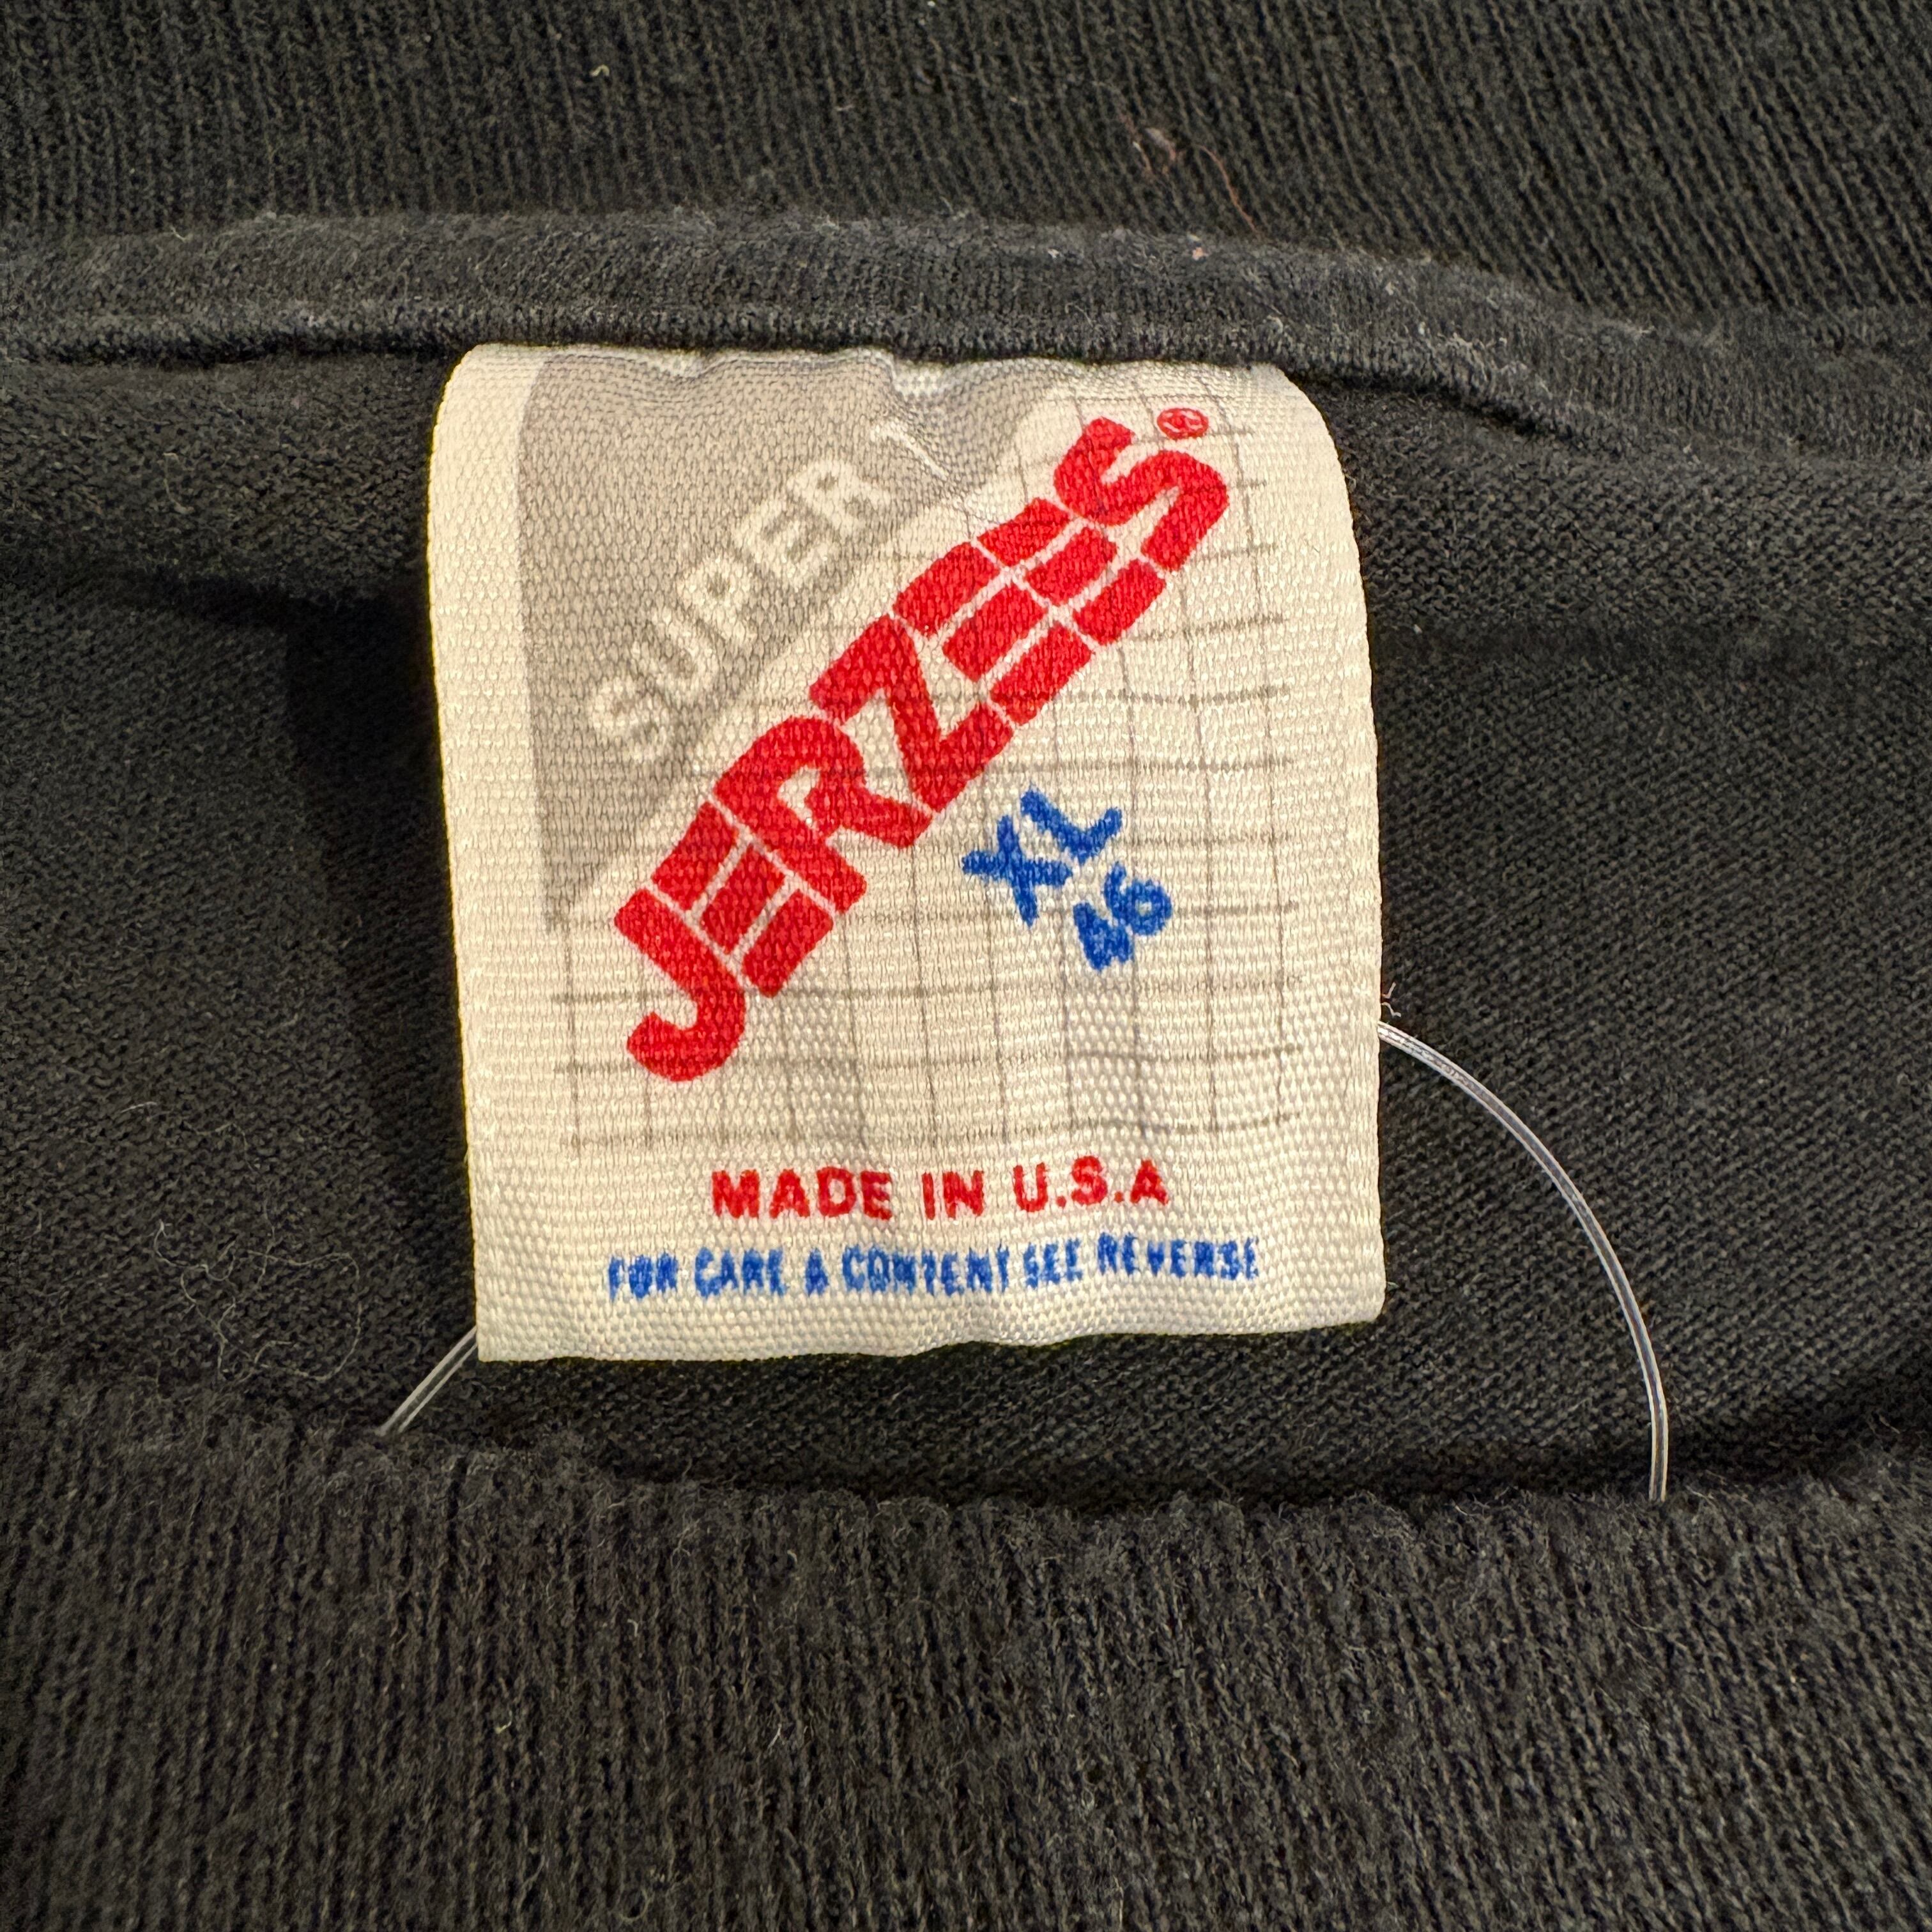 SUPER T
JERZEES®
XL
46
MADE IN U.S.A
FOR CARE & CONTENT SEE REVERSE